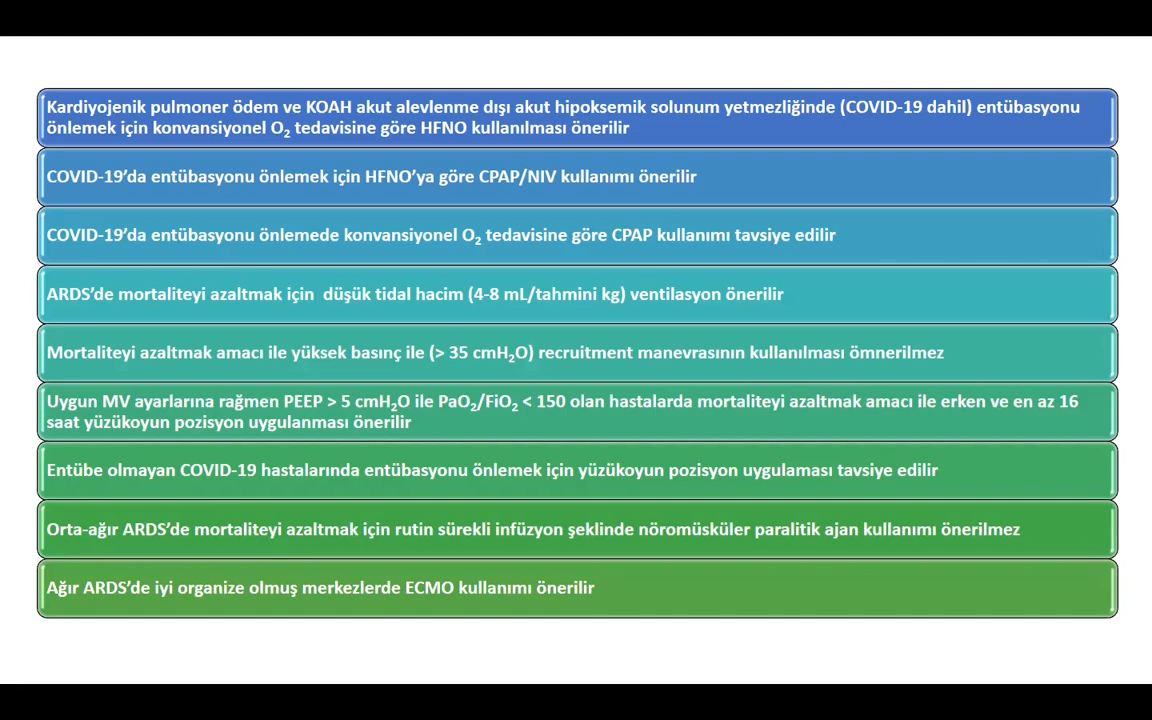 Kardiyojenik pulmoner ödem ve KOAH akut alevlenme dışı akut hipoksemik solunum yetmezliğinde (COVID-19 dahil) entübasyonu
önlemek için konvansiyonel O₂ tedavisine göre HFNO kullanılması önerilir
COVID-19’da entübasyonu önlemek için HFNO’ya göre CPAP/NIV kullanımı önerilir
COVID-19’da entübasyonu önlemede konvansiyonel O₂ tedavisine göre CPAP kullanımı tavsiye edilir
ARDS’de mortaliteyi azaltmak için düşük tidal hacim (4-8 mL/tahmini kg) ventilasyon önerilir
Mortaliteyi azaltmak amacı ile yüksek basınç ile (> 35 cmH₂O) recruitment manevrasının kullanılması ömnerilmez
Uygun MV ayarlarına rağmen PEEP > 5 cmH₂O ile PaO₂/FiO₂ < 150 olan hastalarda mortaliteyi azaltmak amacı ile erken ve en az 16
saat yüzükoyun pozisyon uygulanması önerilir
Entübe olmayan COVID-19 hastalarında entübasyonu önlemek için yüzükoyun pozisyon uygulaması tavsiye edilir
Orta-ağır ARDS’de mortaliteyi azaltmak için rutin sürekli infüzyon şeklinde nöromüsküler paralitik ajan kullanımı önerilmez
Ağır ARDS’de iyi organize olmuş merkezlerde ECMO kullanımı önerilir